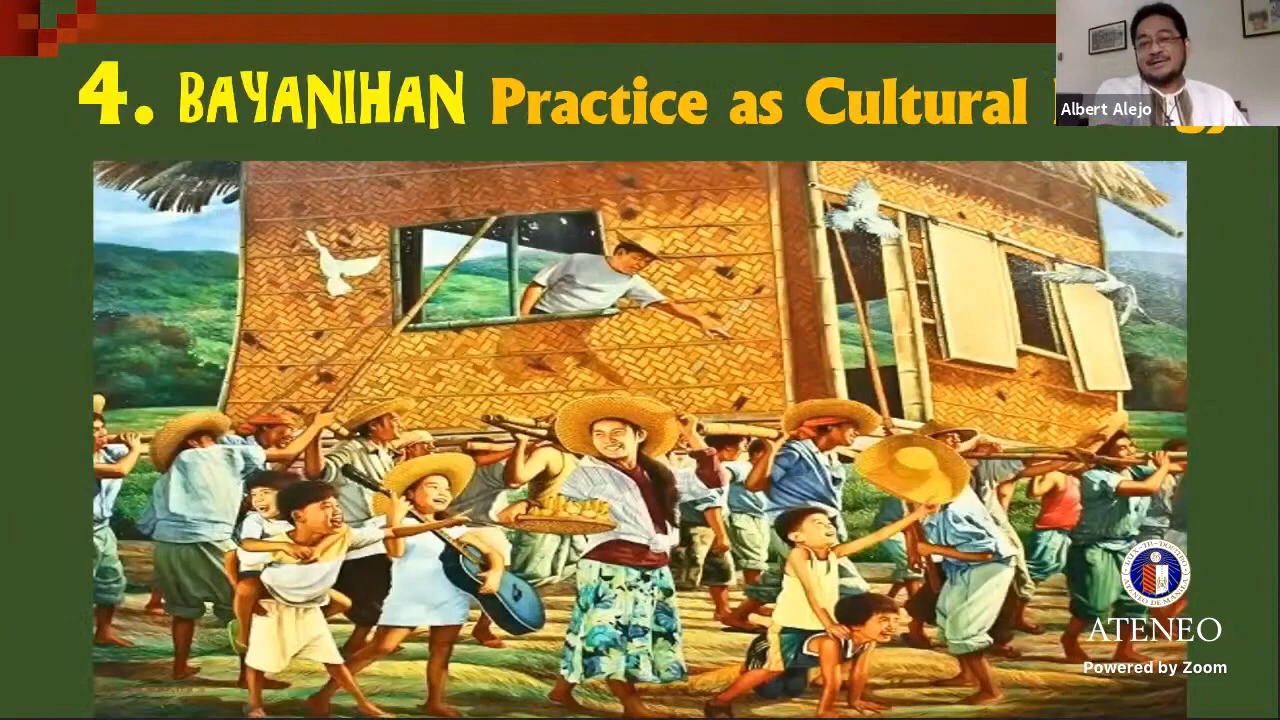 4. BAYANIHAN Practice as Cultural
Albert Alejo
ATENEO
Powered by Zoom